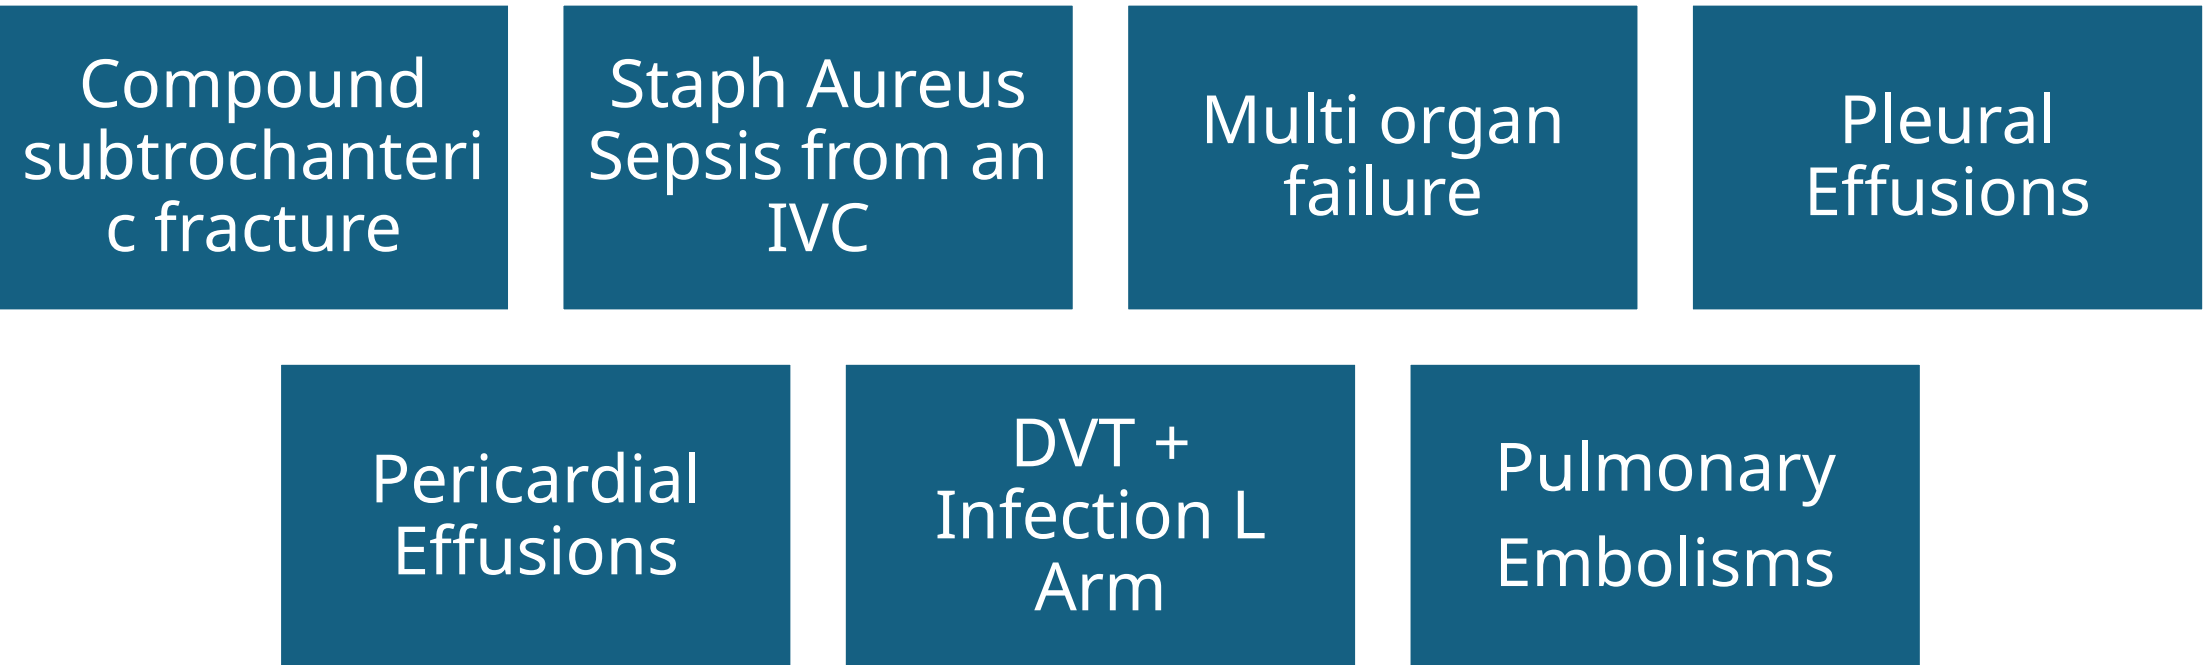 Compound
subtrochanteri
c fracture
Staph Aureus
Sepsis from an
IVC
Multi organ
failure
Pleural
Effusions
Pericardial
Effusions
DVT +
Infection L
Arm
Pulmonary
Embolisms